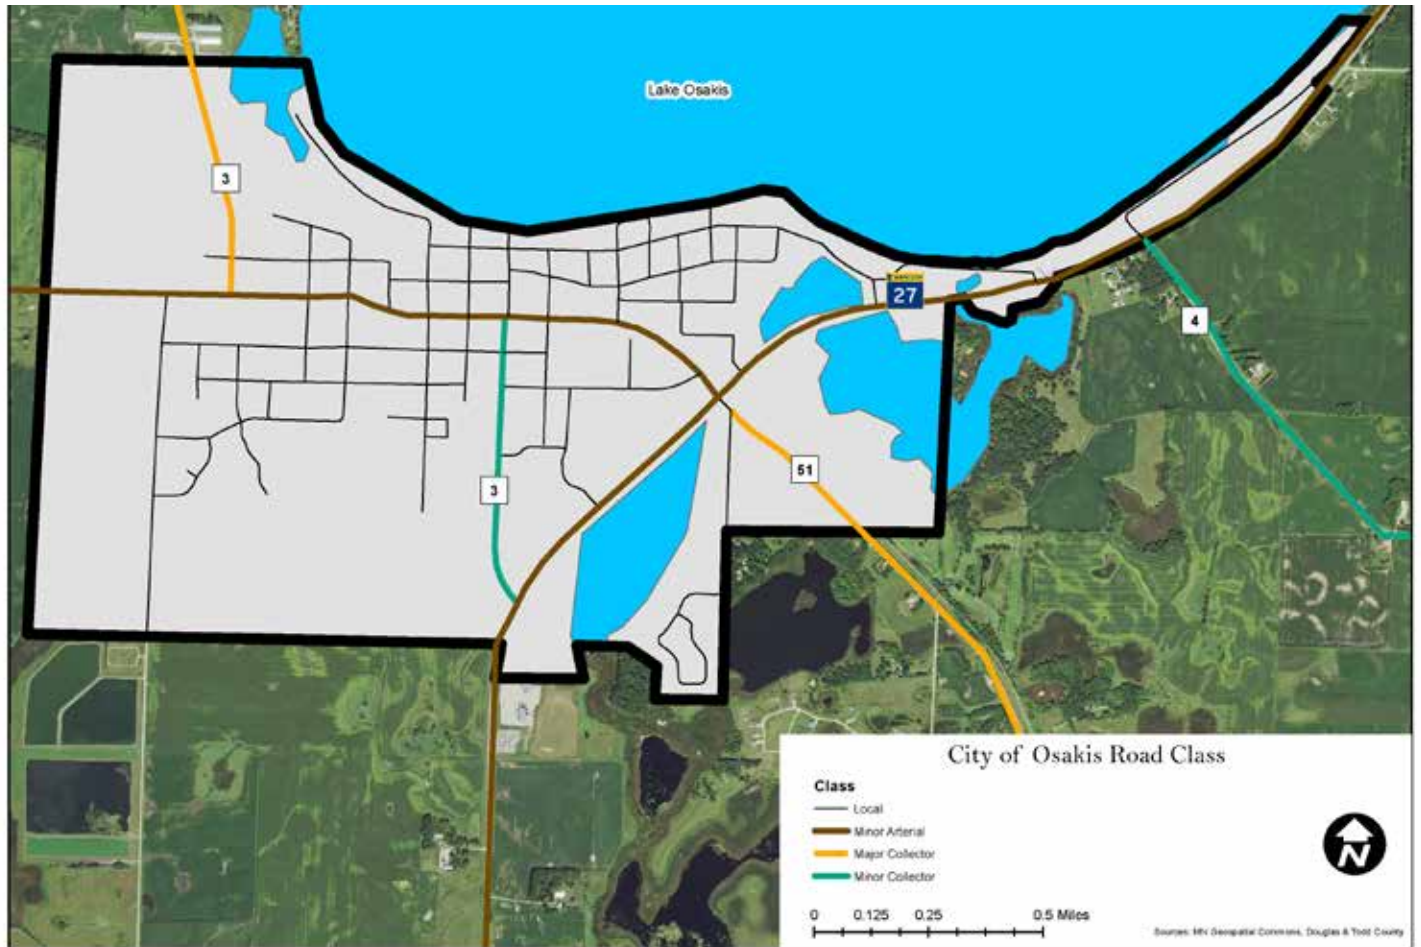 Lake Osakis
3
27
4
51
3
City of Osakis Road Class
Class
Local
Minor Arterial
Major Collector
Minor Collector
N
0 0.125 0.25 0.5 Miles
Sources: MN Geospatial Commons, Douglas & Todd County